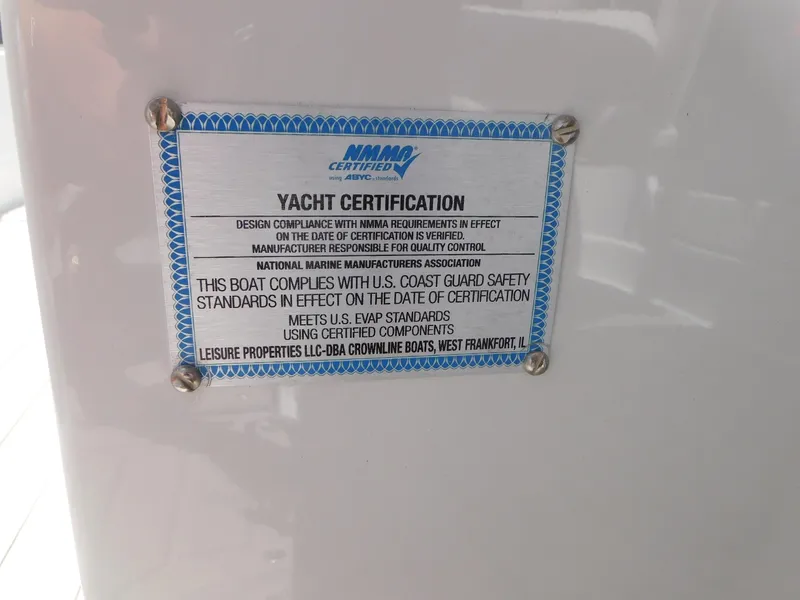 NMMA®
CERTIFIED
using ABYC standards
YACHT CERTIFICATION
DESIGN COMPLIANCE WITH NMMA REQUIREMENTS IN EFFECT
ON THE DATE OF CERTIFICATION IS VERIFIED.
MANUFACTURER RESPONSIBLE FOR QUALITY CONTROL
NATIONAL MARINE MANUFACTURERS ASSOCIATION
THIS BOAT COMPLIES WITH U.S. COAST GUARD SAFETY
STANDARDS IN EFFECT ON THE DATE OF CERTIFICATION
MEETS U.S. EVAP STANDARDS
USING CERTIFIED COMPONENTS
LEISURE PROPERTIES LLC-DBA CROWNLINE BOATS, WEST FRANKFORT, IL